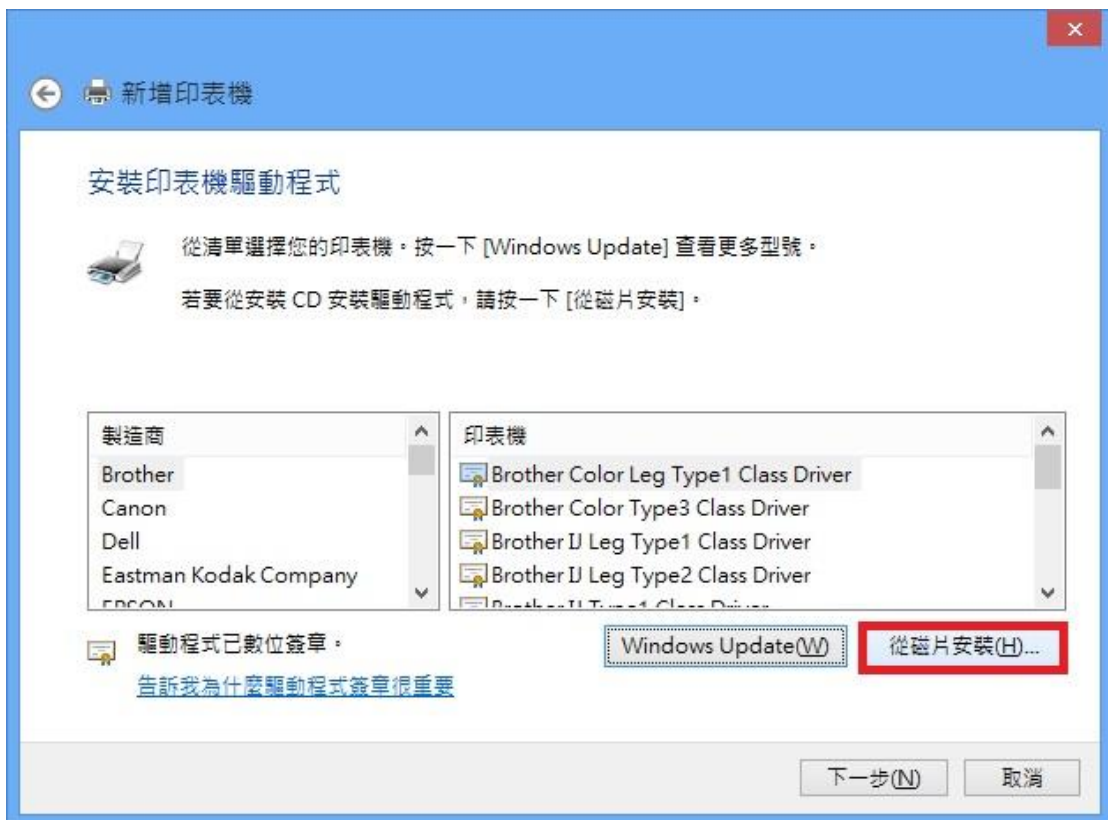 新增印表機
安裝印表機驅動程式
從清單選擇您的印表機。按一下 [Windows Update] 查看更多型號。
若要從安裝 CD 安裝驅動程式，請按一下 [從磁片安裝]。
製造商
Brother
Canon
Dell
Eastman Kodak Company
EPSON
印表機
Brother Color Leg Type1 Class Driver
Brother Color Type3 Class Driver
Brother IJ Leg Type1 Class Driver
Brother IJ Leg Type2 Class Driver
Brother IJ Type1 Class Driver
驅動程式已數位簽章。
告訴我為什麼驅動程式簽章很重要
Windows Update(W)
從磁片安裝(H)...
下一步(N)
取消